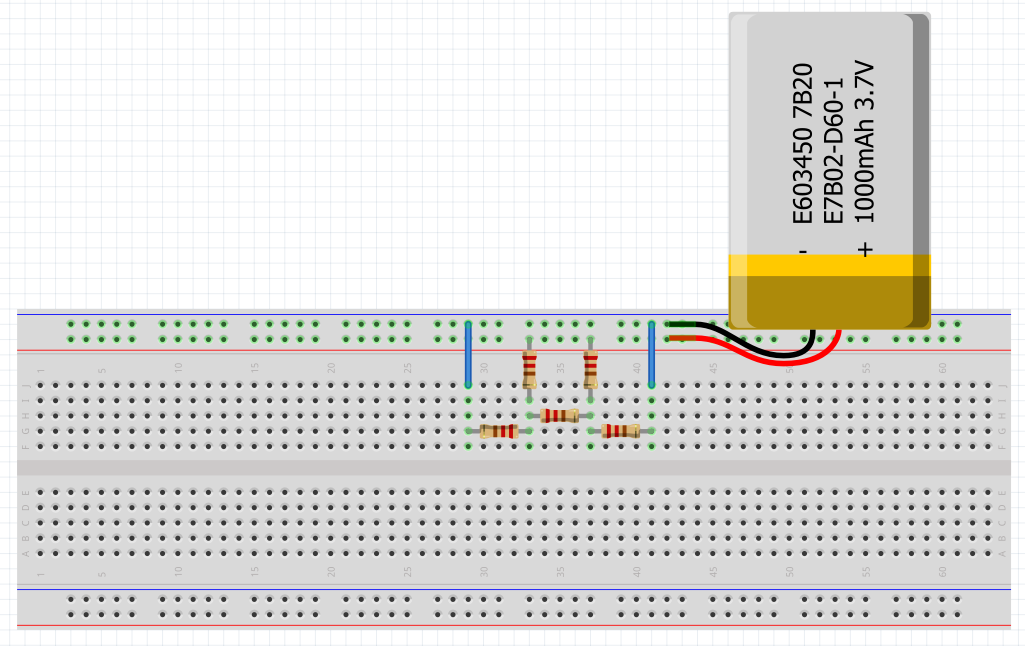 E603450 7B20
E7B02-D60-1
1000mAh 3.7V
- +
1 5 10 15 20 25 30 35 40 45 50 55 60
J J
I I
H H
G G
F F
E E
D D
C C
B B
A A
1 5 10 15 20 25 30 35 40 45 50 55 60